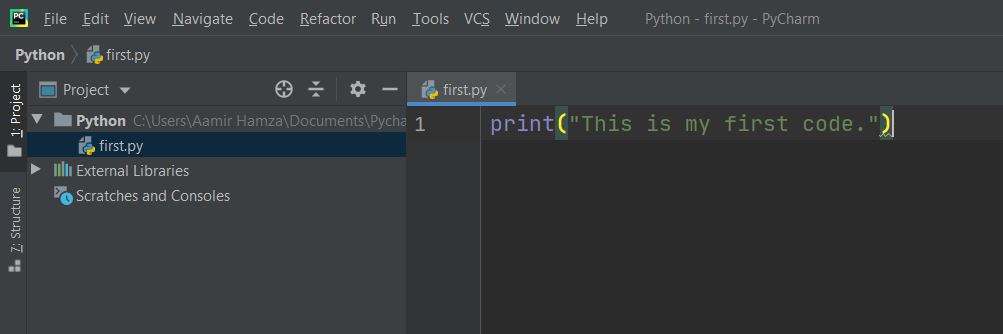 PC File Edit View Navigate Code Refactor Run Tools VCS Window Help Python - first.py - PyCharm
Python first.py
1: Project
Project
first.py
Python C:\Users\Aamir Hamza\Documents\Pycha
first.py
External Libraries
Scratches and Consoles
7: Structure
1 print("This is my first code.")